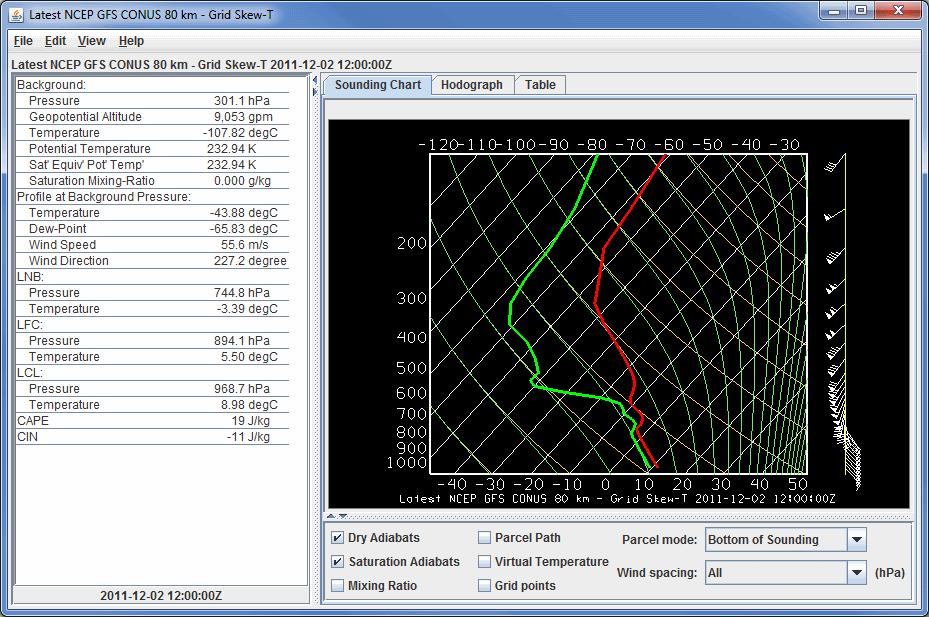 Latest NCEP GFS CONUS 80 km - Grid Skew-T
File Edit View Help
Latest NCEP GFS CONUS 80 km - Grid Skew-T 2011-12-02 12:00:00Z
Background:
Pressure 301.1 hPa
Geopotential Altitude 9,053 gpm
Temperature -107.82 degC
Potential Temperature 232.94 K
Sat' Equiv' Pot' Temp' 232.94 K
Saturation Mixing-Ratio 0.000 g/kg
Profile at Background Pressure:
Temperature -43.88 degC
Dew-Point -65.83 degC
Wind Speed 55.6 m/s
Wind Direction 227.2 degree
LNB:
Pressure 744.8 hPa
Temperature -3.39 degC
LFC:
Pressure 894.1 hPa
Temperature 5.50 degC
LCL:
Pressure 968.7 hPa
Temperature 8.98 degC
CAPE 19 J/kg
CIN -11 J/kg
2011-12-02 12:00:00Z
Sounding Chart Hodograph Table
-120 -110 -100 -90 -80 -70 -60 -50 -40 -30
200
300
400
500
600
700
800
900
1000
-40 -30 -20 -10 0 10 20 30 40 50
Latest NCEP GFS CONUS 80 km - Grid Skew-T 2011-12-02 12:00:00Z
Dry Adiabats Parcel Path Parcel mode: Bottom of Sounding
Saturation Adiabats Virtual Temperature Wind spacing: All (hPa)
Mixing Ratio Grid points